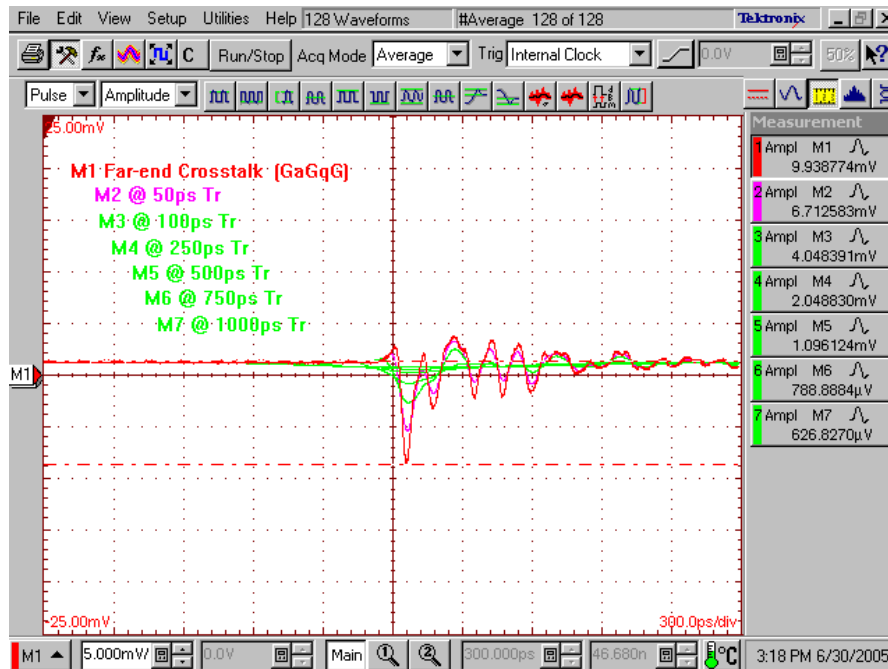 File Edit View Setup Utilities Help 128 Waveforms #Average 128 of 128 Tektronix
C Run/Stop Acq Mode Average Trig Internal Clock 0.0V 50%
Pulse Amplitude
25.00mV
M1 Far-end Crosstalk (GaGqG)
M2 @ 50ps Tr
M3 @ 100ps Tr
M4 @ 250ps Tr
M5 @ 500ps Tr
M6 @ 750ps Tr
M7 @ 1000ps Tr
M1
-25.00mV
300.0ps/div
Measurement
1 Ampl M1
9.938774mV
2 Ampl M2
6.712583mV
3 Ampl M3
4.048391mV
4 Ampl M4
2.048830mV
5 Ampl M5
1.096124mV
6 Ampl M6
788.8884µV
7 Ampl M7
626.8270µV
M1 5.000mV/ 0.0V Main 1 2 300.000ps 46.680n °C 3:18 PM 6/30/2005